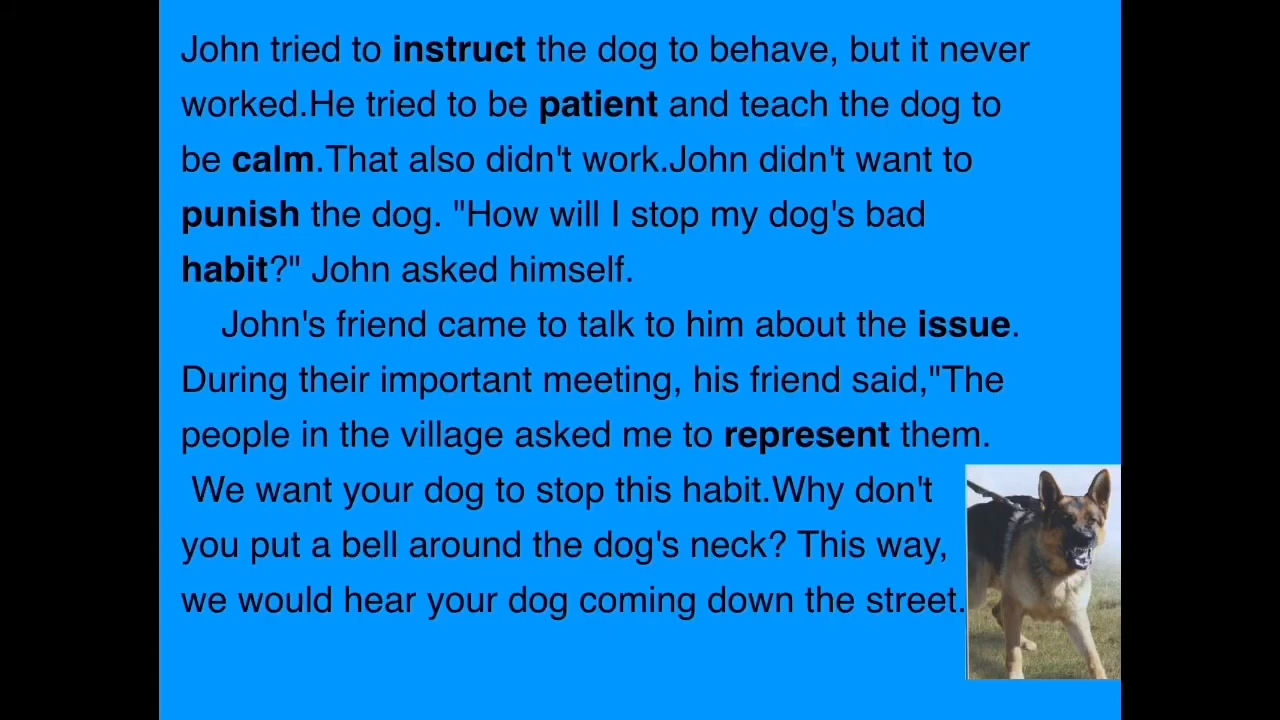 John tried to instruct the dog to behave, but it never
worked.He tried to be patient and teach the dog to
be calm.That also didn't work.John didn't want to
punish the dog. "How will I stop my dog's bad
habit?" John asked himself.
John's friend came to talk to him about the issue.
During their important meeting, his friend said,"The
people in the village asked me to represent them.
We want your dog to stop this habit.Why don't
you put a bell around the dog's neck? This way,
we would hear your dog coming down the street.